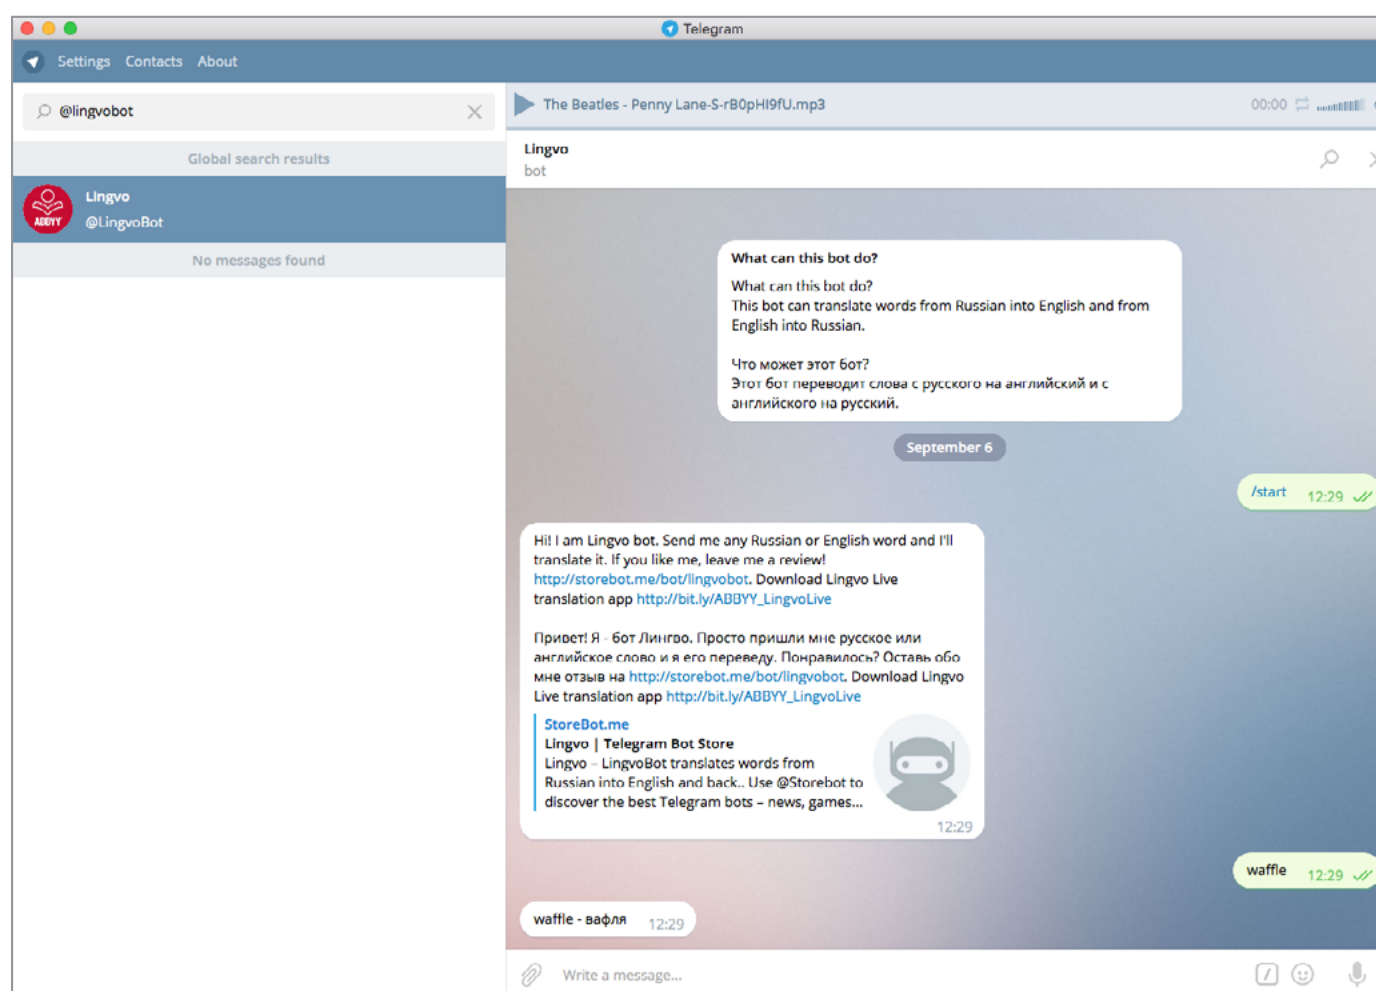 Telegram
Settings Contacts About
@lingvobot
Global search results
ABBYY
Lingvo
@LingvoBot
No messages found
The Beatles - Penny Lane-S-rB0pHI9fU.mp3
00:00
Lingvo
bot
What can this bot do?
What can this bot do?
This bot can translate words from Russian into English and from
English into Russian.
Что может этот бот?
Этот бот переводит слова с русского на английский и с
английского на русский.
September 6
/start 12:29
Hi! I am Lingvo bot. Send me any Russian or English word and I'll
translate it. If you like me, leave me a review!
http://storebot.me/bot/lingvobot. Download Lingvo Live
translation app http://bit.ly/ABBYY_LingvoLive
Привет! Я - бот Лингво. Просто пришли мне русское или
английское слово и я его переведу. Понравилось? Оставь обо
мне отзыв на http://storebot.me/bot/lingvobot. Download Lingvo
Live translation app http://bit.ly/ABBYY_LingvoLive
StoreBot.me
Lingvo | Telegram Bot Store
Lingvo – LingvoBot translates words from
Russian into English and back.. Use @Storebot to
discover the best Telegram bots – news, games...
12:29
waffle 12:29
waffle - вафля 12:29
Write a message...